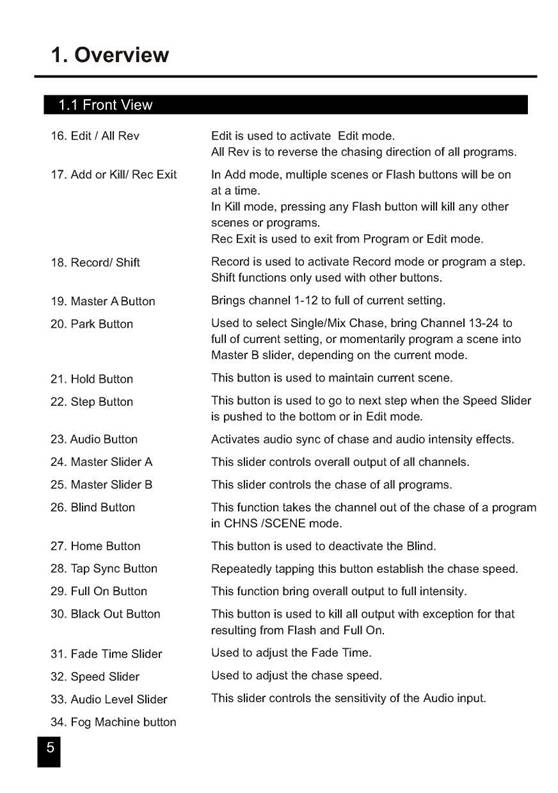 1. Overview
1.1 Front View
16. Edit / All Rev Edit is used to activate Edit mode.
All Rev is to reverse the chasing direction of all programs.
17. Add or Kill/ Rec Exit In Add mode, multiple scenes or Flash buttons will be on
at a time.
In Kill mode, pressing any Flash button will kill any other
scenes or programs.
Rec Exit is used to exit from Program or Edit mode.
18. Record/ Shift Record is used to activate Record mode or program a step.
Shift functions only used with other buttons.
19. Master A Button Brings channel 1-12 to full of current setting.
20. Park Button Used to select Single/Mix Chase, bring Channel 13-24 to
full of current setting, or momentarily program a scene into
Master B slider, depending on the current mode.
21. Hold Button This button is used to maintain current scene.
22. Step Button This button is used to go to next step when the Speed Slider
is pushed to the bottom or in Edit mode.
23. Audio Button Activates audio sync of chase and audio intensity effects.
24. Master Slider A This slider controls overall output of all channels.
25. Master Slider B This slider controls the chase of all programs.
26. Blind Button This function takes the channel out of the chase of a program
in CHNS /SCENE mode.
27. Home Button This button is used to deactivate the Blind.
28. Tap Sync Button Repeatedly tapping this button establish the chase speed.
29. Full On Button This function bring overall output to full intensity.
30. Black Out Button This button is used to kill all output with exception for that
resulting from Flash and Full On.
31. Fade Time Slider Used to adjust the Fade Time.
32. Speed Slider Used to adjust the chase speed.
33. Audio Level Slider This slider controls the sensitivity of the Audio input.
34. Fog Machine button
5